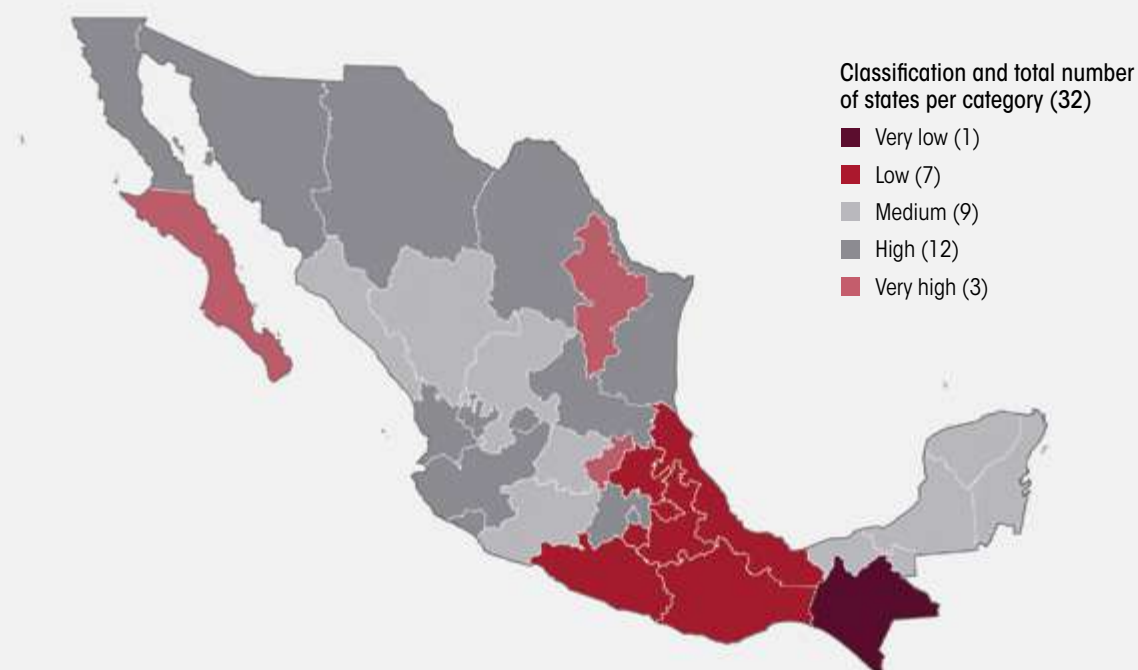 Classification and total number
of states per category (32)
Very low (1)
Low (7)
Medium (9)
High (12)
Very high (3)